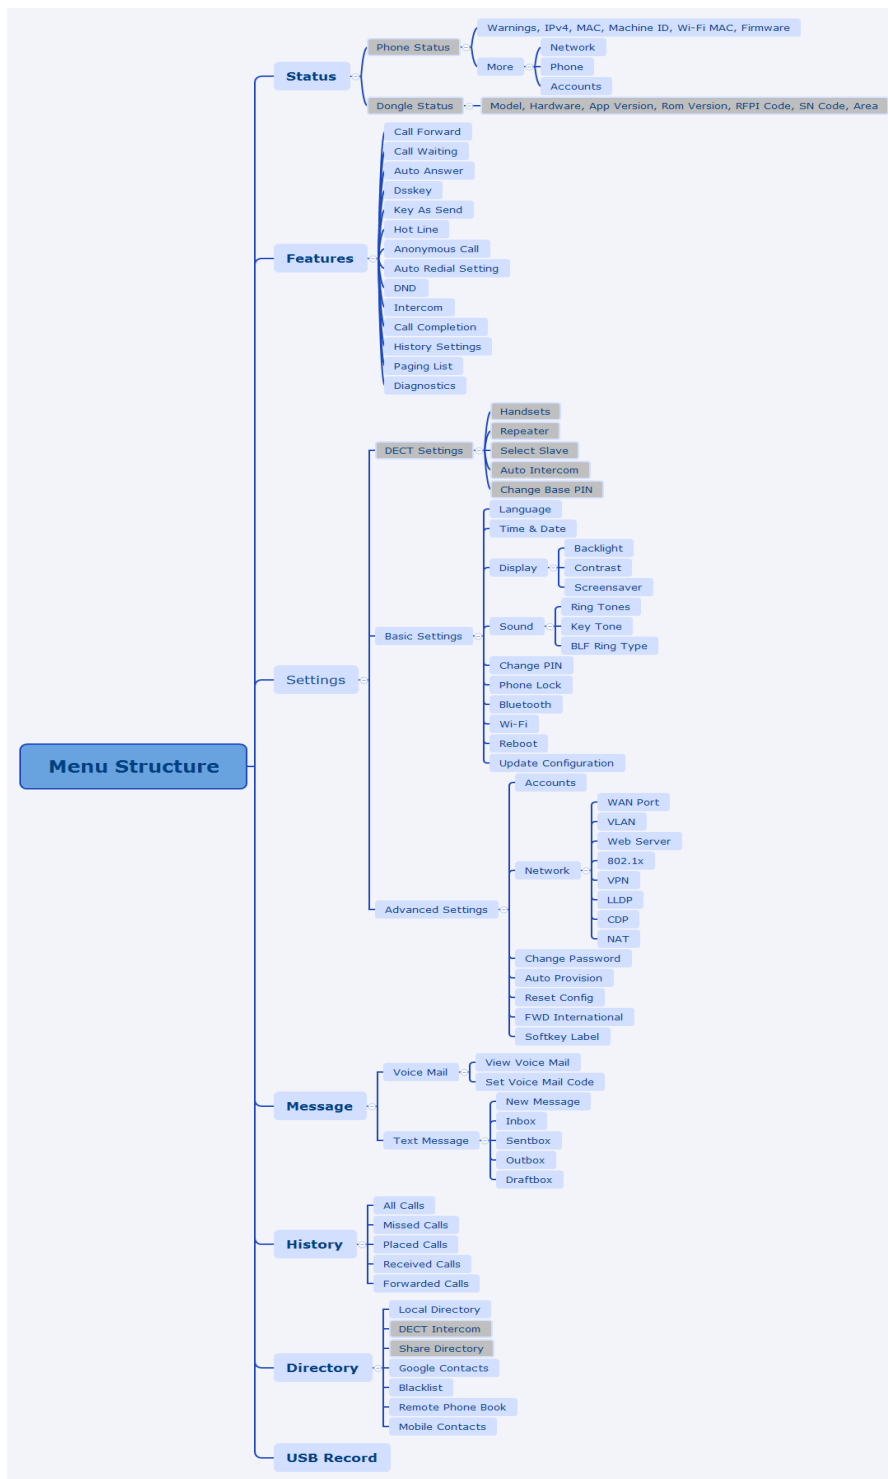 Menu Structure
Status
Phone Status
Warnings, IPv4, MAC, Machine ID, Wi-Fi MAC, Firmware
More
Network
Phone
Accounts
Dongle Status
Model, Hardware, App Version, Rom Version, RFPI Code, SN Code, Area
Features
Call Forward
Call Waiting
Auto Answer
Dsskey
Key As Send
Hot Line
Anonymous Call
Auto Redial Setting
DND
Intercom
Call Completion
History Settings
Paging List
Diagnostics
Settings
DECT Settings
Handsets
Repeater
Select Slave
Auto Intercom
Change Base PIN
Basic Settings
Language
Time & Date
Display
Backlight
Contrast
Screensaver
Sound
Ring Tones
Key Tone
BLF Ring Type
Change PIN
Phone Lock
Bluetooth
Wi-Fi
Reboot
Update Configuration
Advanced Settings
Accounts
Network
WAN Port
VLAN
Web Server
802.1x
VPN
LLDP
CDP
NAT
Change Password
Auto Provision
Reset Config
FWD International
Softkey Label
Message
Voice Mail
View Voice Mail
Set Voice Mail Code
Text Message
New Message
Inbox
Sentbox
Outbox
Draftbox
History
All Calls
Missed Calls
Placed Calls
Received Calls
Forwarded Calls
Directory
Local Directory
DECT Intercom
Share Directory
Google Contacts
Blacklist
Remote Phone Book
Mobile Contacts
USB Record